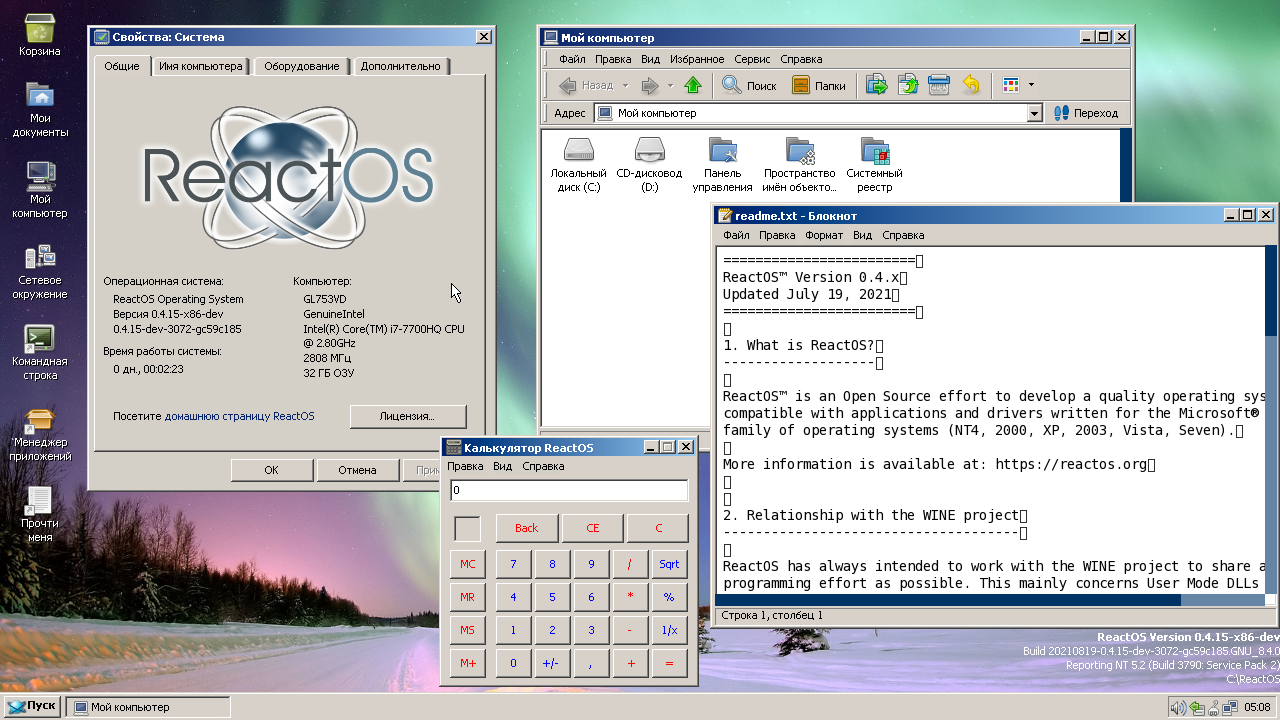 Корзина
Мои
документы
Мой
компьютер
Сетевое
окружение
Командная
строка
Менеджер
приложений
Прочти
меня
Свойства: Система
Общие
Имя компьютера
Оборудование
Дополнительно
ReactOS
Операционная система:
ReactOS Operating System
Версия 0.4.15-x86-dev
0.4.15-dev-3072-gc59c185
Время работы системы:
0 дн., 00:02:23
Компьютер:
GL753VD
GenuineIntel
Intel(R) Core(TM) i7-7700HQ CPU
@ 2.80GHz
2808 МГц
32 ГБ ОЗУ
Посетите домашнюю страницу ReactOS
Лицензия...
ОК
Отмена
Прим
Мой компьютер
Файл Правка Вид Избранное Сервис Справка
Назад
Поиск
Папки
Адрес
Мой компьютер
Переход
Локальный
диск (C:)
CD-дисковод
(D:)
Панель
управления
Пространство
имён объекто...
Системный
реестр
readme.txt - Блокнот
Файл Правка Формат Вид Справка
========================
ReactOS™ Version 0.4.x
Updated July 19, 2021
========================
1. What is ReactOS?
-------------------
ReactOS™ is an Open Source effort to develop a quality operating sys
compatible with applications and drivers written for the Microsoft®
family of operating systems (NT4, 2000, XP, 2003, Vista, Seven).
More information is available at: https://reactos.org
2. Relationship with the WINE project
-------------------------------------
ReactOS has always intended to work with the WINE project to share a
programming effort as possible. This mainly concerns User Mode DLLs
Строка 1, столбец 1
Калькулятор ReactOS
Правка Вид Справка
0
Back CE C
MC 7 8 9 / Sqrt
MR 4 5 6 * %
MS 1 2 3 - 1/x
M+ 0 +/- , + =
ReactOS Version 0.4.15-x86-dev
Build 20210819-0.4.15-dev-3072-gc59c185.GNU_8.4.0
Reporting NT 5.2 (Build 3790: Service Pack 2)
C:\ReactOS
Пуск
Мой компьютер
05:08